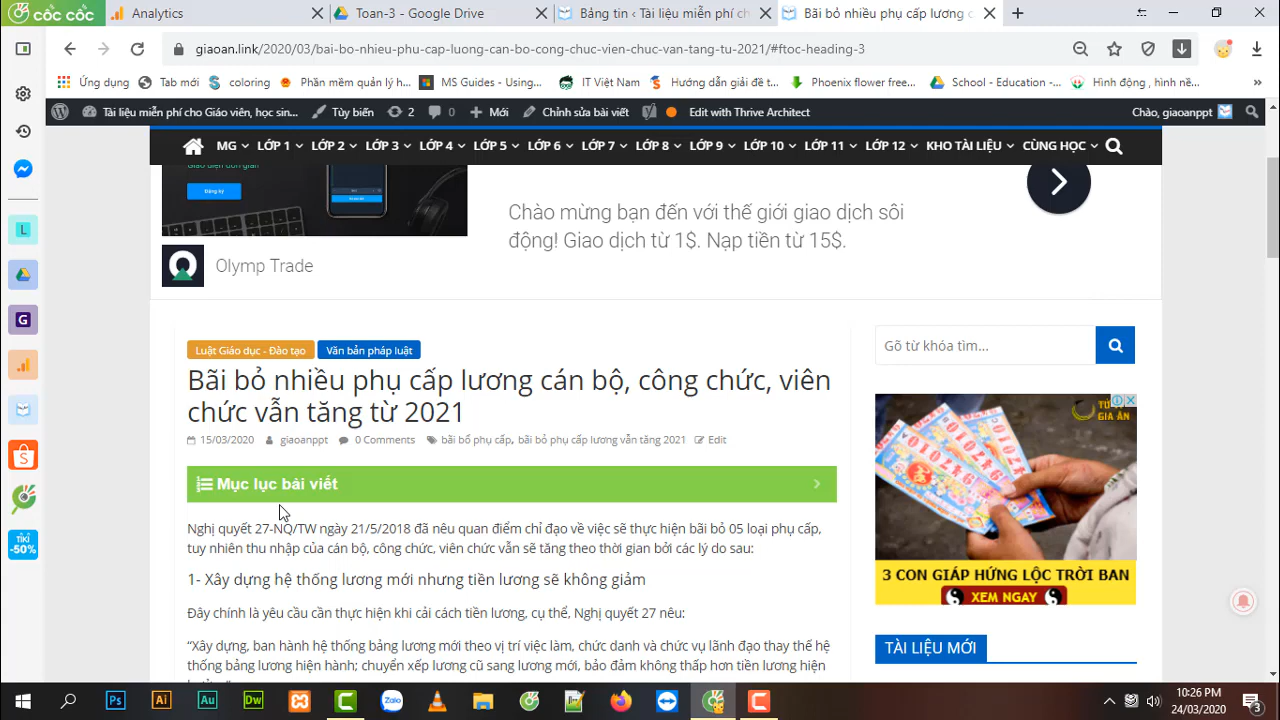 cốc cốc
Analytics
Toan-3 - Google Drive
Bảng tin ‹ Tài liệu miễn phí ch
Bãi bỏ nhiều phụ cấp lương c
giaoan.link/2020/03/bai-bo-nhieu-phu-cap-luong-can-bo-cong-chuc-vien-chuc-van-tang-tu-2021/#ftoc-heading-3
Ứng dụng
Tab mới
coloring
Phần mềm quản lý h...
MS Guides - Using...
IT Việt Nam
Hướng dẫn giải đề t...
Phoenix flower free...
School - Education -...
Hình động , hình nề...
Tài liệu miễn phí cho Giáo viên, học sin...
Tùy biến
2
0
Mới
Chỉnh sửa bài viết
Edit with Thrive Architect
Chào, giaoanppt
MG
LỚP 1
LỚP 2
LỚP 3
LỚP 4
LỚP 5
LỚP 6
LỚP 7
LỚP 8
LỚP 9
LỚP 10
LỚP 11
LỚP 12
KHO TÀI LIỆU
CÙNG HỌC
Đăng ký
Chào mừng bạn đến với thế giới giao dịch sôi
động! Giao dịch từ 1$. Nạp tiền từ 15$.
Olymp Trade
Luật Giáo dục - Đào tạo
Văn bản pháp luật
Bãi bỏ nhiều phụ cấp lương cán bộ, công chức, viên
chức vẫn tăng từ 2021
15/03/2020
giaoanppt
0 Comments
bãi bỏ phụ cấp, bãi bỏ phụ cấp lương vẫn tăng 2021
Edit
Mục lục bài viết
Nghị quyết 27-NQ/TW ngày 21/5/2018 đã nêu quan điểm chỉ đạo về việc sẽ thực hiện bãi bỏ 05 loại phụ cấp,
tuy nhiên thu nhập của cán bộ, công chức, viên chức vẫn sẽ tăng theo thời gian bởi các lý do sau:
1- Xây dựng hệ thống lương mới nhưng tiền lương sẽ không giảm
Đây chính là yêu cầu cần thực hiện khi cải cách tiền lương, cụ thể, Nghị quyết 27 nêu:
“Xây dựng, ban hành hệ thống bảng lương mới theo vị trí việc làm, chức danh và chức vụ lãnh đạo thay thế hệ
thống bảng lương hiện hành; chuyển xếp lương cũ sang lương mới, bảo đảm không thấp hơn tiền lương hiện
Gõ từ khóa tìm...
GIA ÂN
3 CON GIÁP HỨNG LỘC TRỜI BAN
XEM NGAY
TÀI LIỆU MỚI
L
G
TIKI
-50%
Ps
Ai
Au
Dw
Zalo
10:26 PM
24/03/2020
3